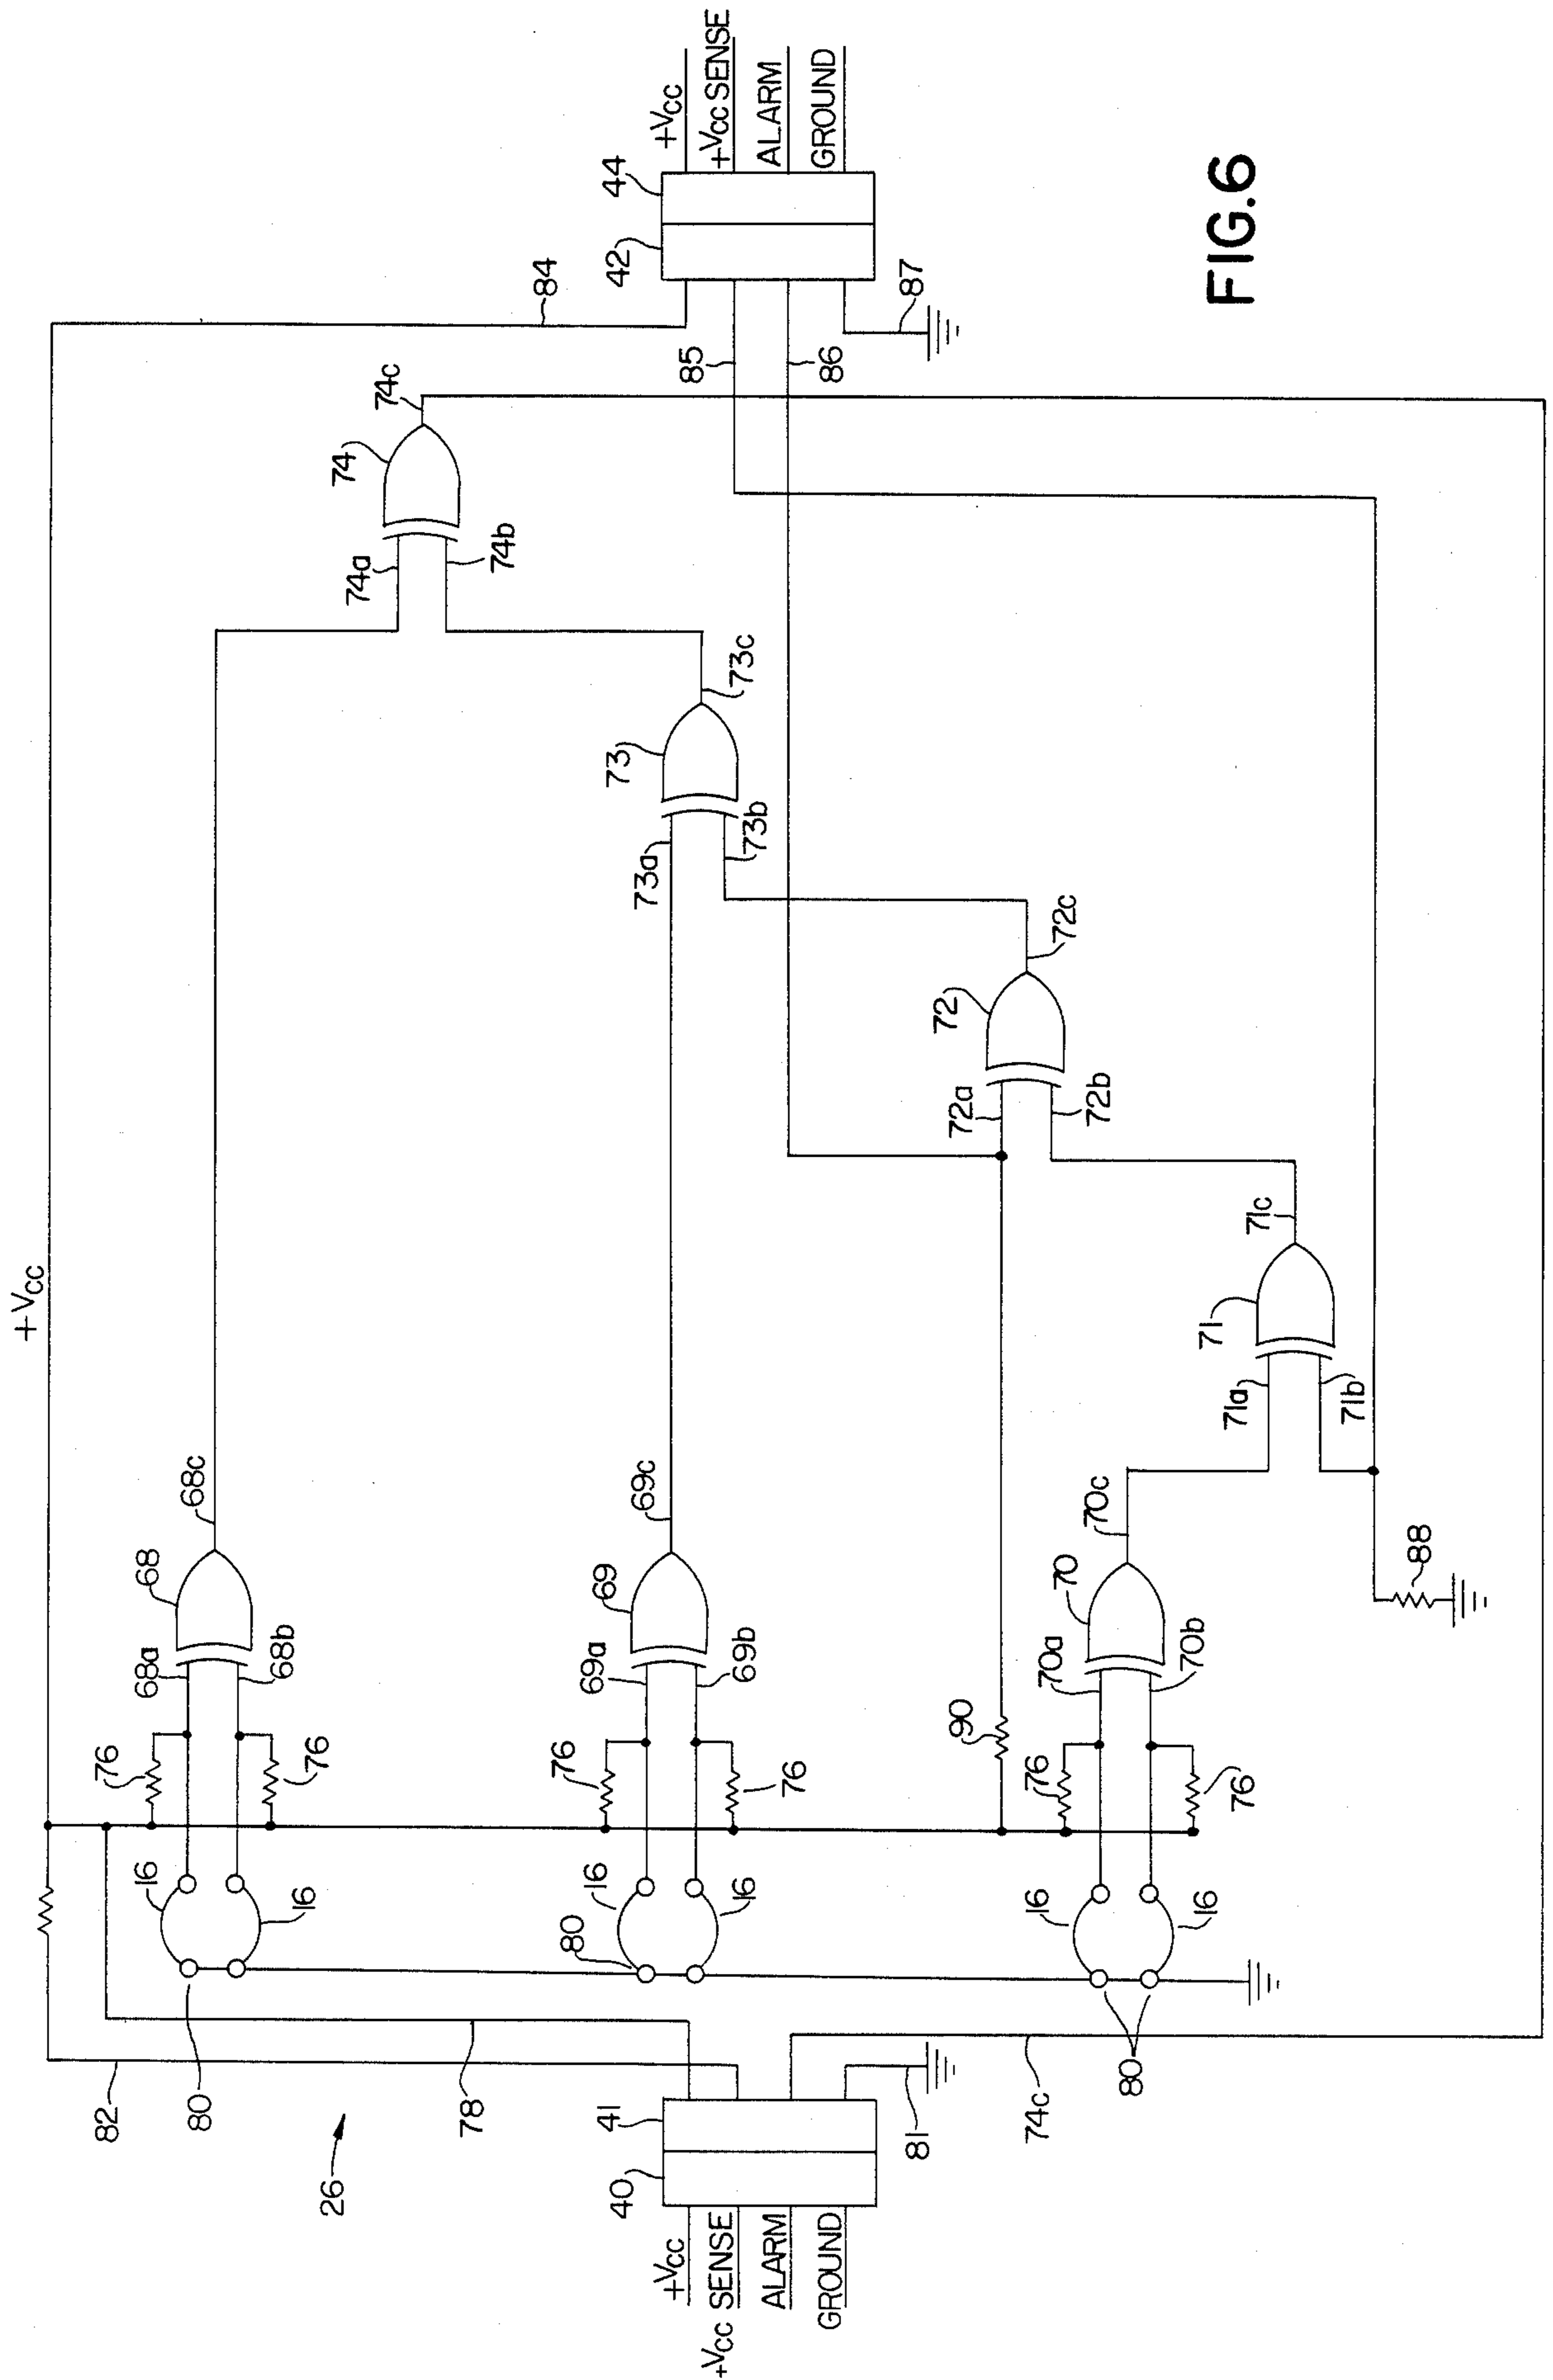 +VCC
84
44
42
+VCC
+VCC SENSE
ALARM
GROUND
85
86
87
FIG.6
74
74a
74b
74c
73
73a
73b
73c
72
72a
72b
72c
71
71a
71b
71c
68
68a
68b
68c
69
69a
69b
69c
70
70a
70b
70c
88
90
76
76
76
76
76
76
16
16
16
16
16
16
80
80
80
82
78
26
41
40
81
74c
+VCC
+VCC SENSE
ALARM
GROUND